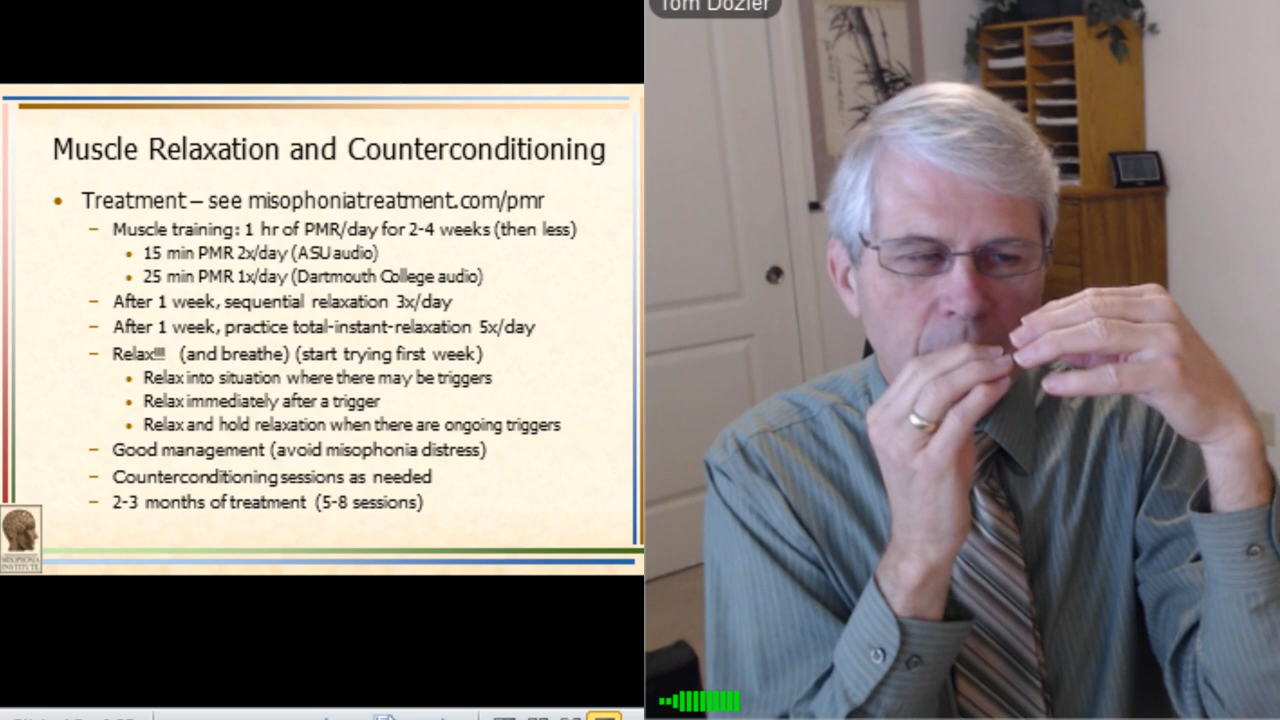 Tom Dozier
Muscle Relaxation and Counterconditioning
• Treatment – see misophoniatreatment.com/pmr
– Muscle training: 1 hr of PMR/day for 2-4 weeks (then less)
• 15 min PMR 2x/day (ASU audio)
• 25 min PMR 1x/day (Dartmouth College audio)
– After 1 week, sequential relaxation 3x/day
– After 1 week, practice total-instant-relaxation 5x/day
– Relax!!! (and breathe) (start trying first week)
• Relax into situation where there may be triggers
• Relax immediately after a trigger
• Relax and hold relaxation when there are ongoing triggers
– Good management (avoid misophonia distress)
– Counterconditioning sessions as needed
– 2-3 months of treatment (5-8 sessions)
MISOPHONIA
INSTITUTE